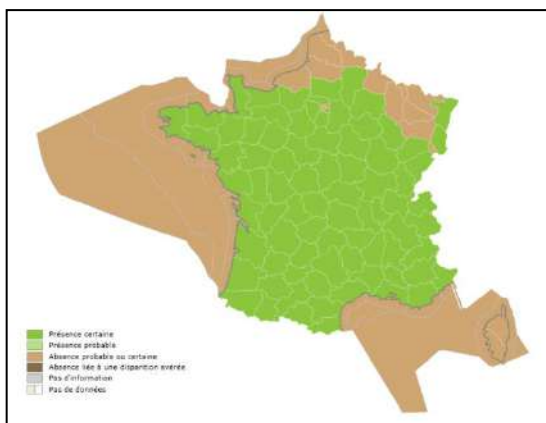 Présence certaine
Présence probable
Absence probable ou certaine
Absence liée à une disparition avérée
Pas d'information
Pas de données